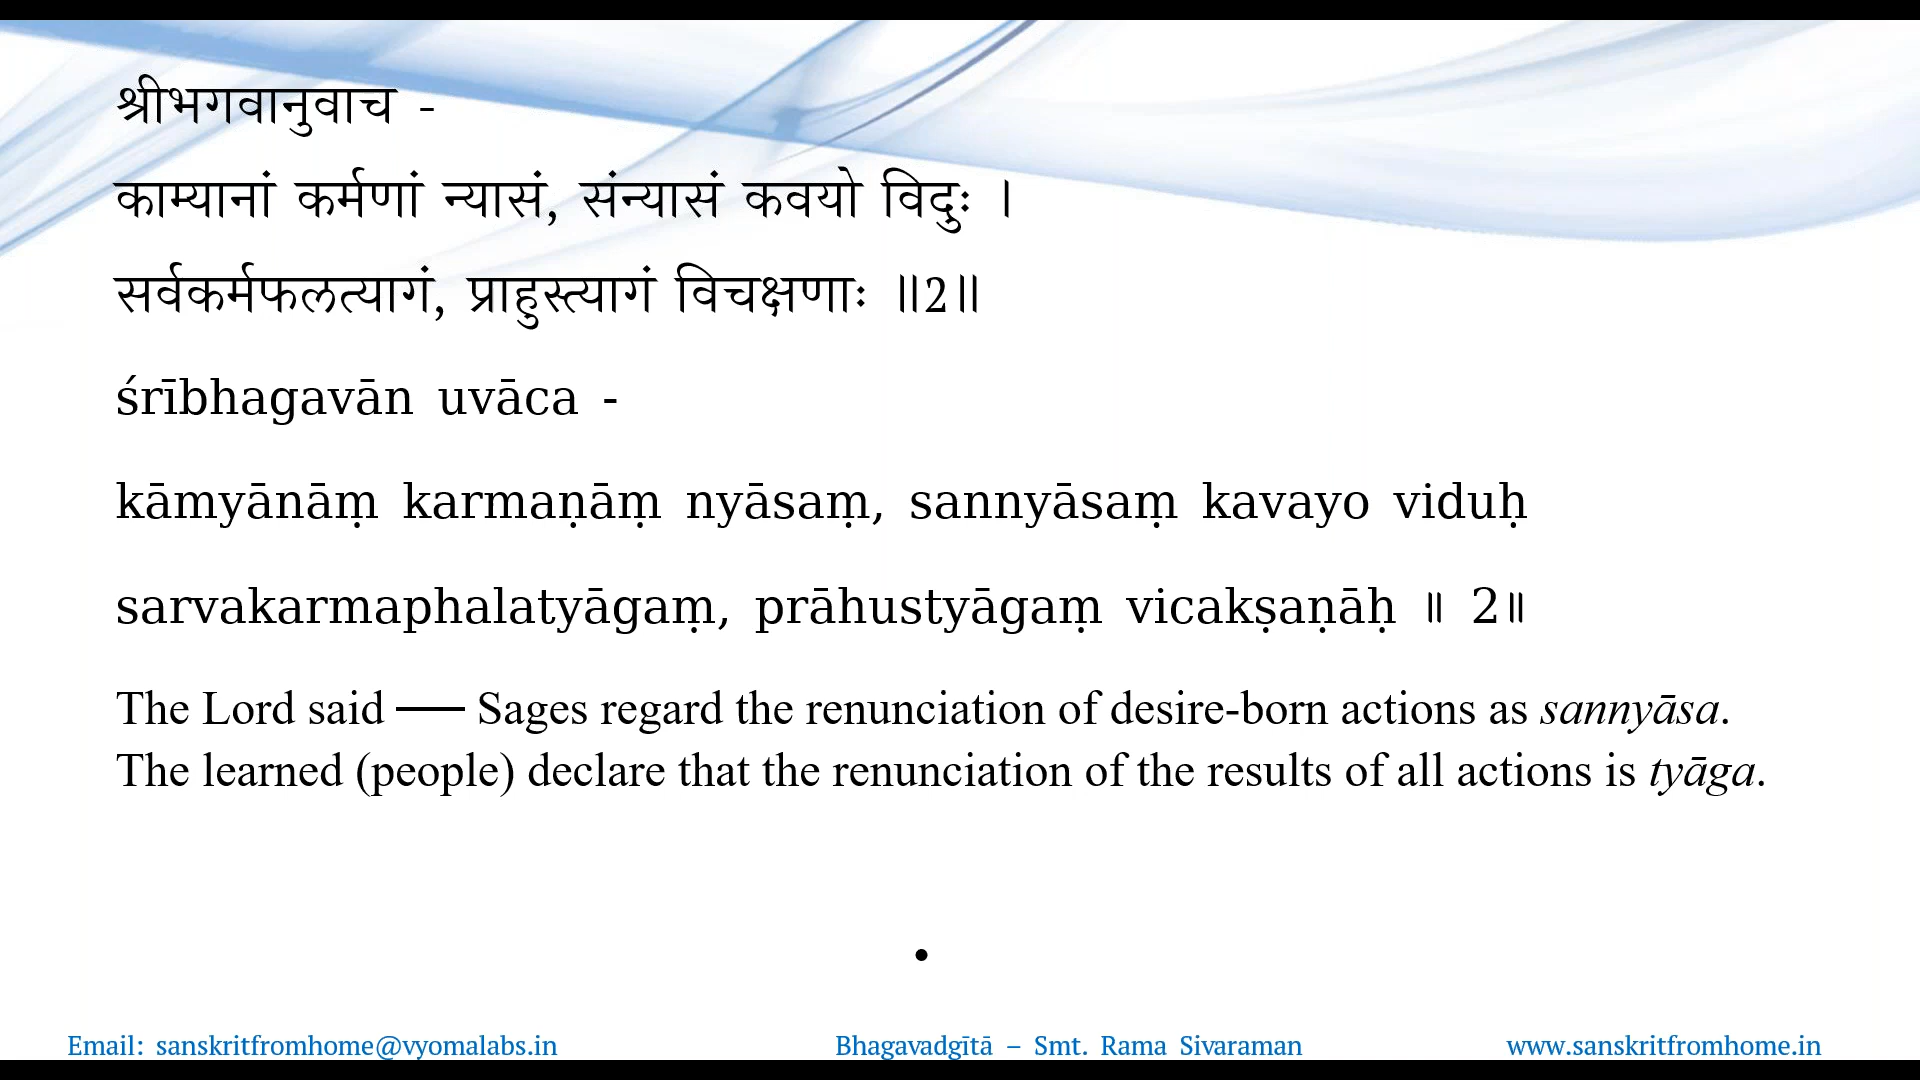 श्रीभगवानुवाच -
काम्यानां कर्मणां न्यासं, संन्यासं कवयो विदुः ।
सर्वकर्मफलत्यागं, प्राहुस्त्यागं विचक्षणाः ॥2॥
śrībhagavān uvāca -
kāmyānāṃ karmaṇāṃ nyāsaṃ, sannyāsaṃ kavayo viduḥ
sarvakarmaphalatyāgaṃ, prāhustyāgaṃ vicakṣaṇāḥ ॥ 2॥
The Lord said ── Sages regard the renunciation of desire-born actions as sannyāsa.
The learned (people) declare that the renunciation of the results of all actions is tyāga.
•
Email: sanskritfromhome@vyomalabs.in Bhagavadgītā – Smt. Rama Sivaraman www.sanskritfromhome.in